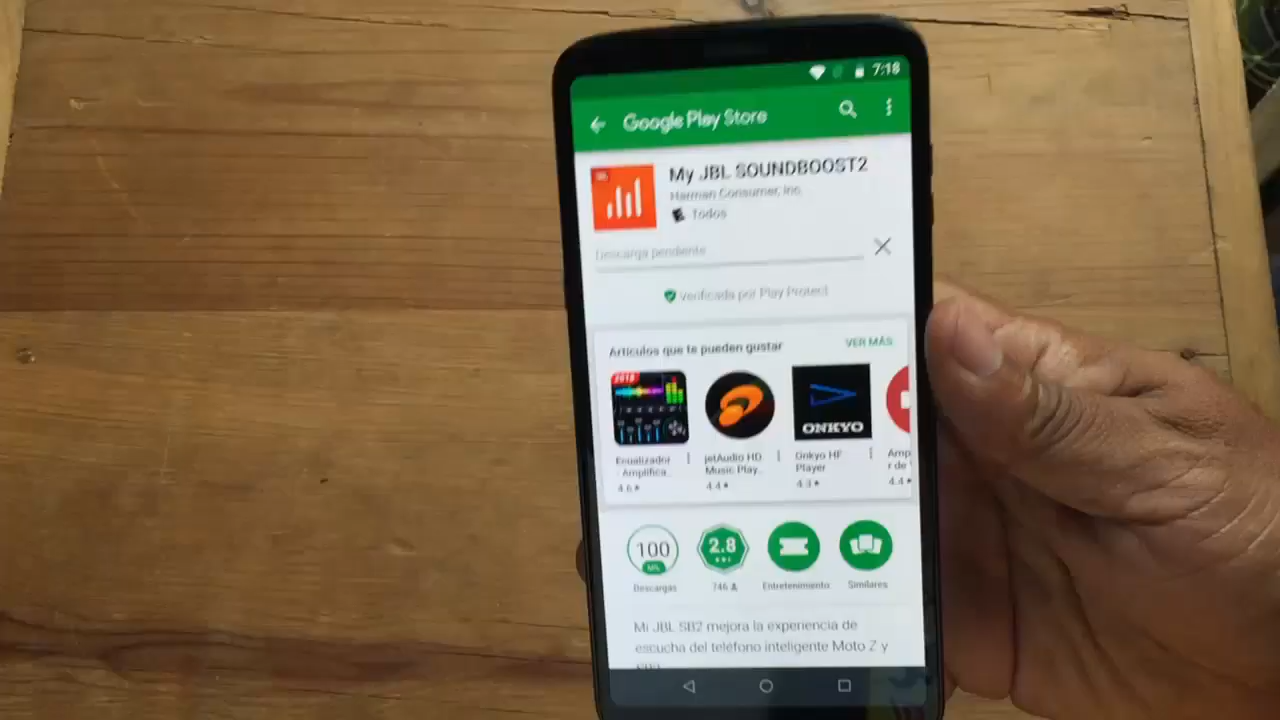 7:18
Google Play Store
My JBL SOUNDBOOST2
Harman Consumer, Inc.
Todos
Descarga pendiente
Verificada por Play Protect
Artículos que te pueden gustar
VER MÁS
2018
ONKYO
Ecualizador
- Amplifica..
4.6★
jetAudio HD
Music Play..
4.4★
Onkyo HF
Player
4.3★
Amp
r de
4.4★
100
MIL
Descargas
2.8
746
Entretenimiento
Similares
Mi JBL SB2 mejora la experiencia de
escucha del teléfono inteligente Moto Z y